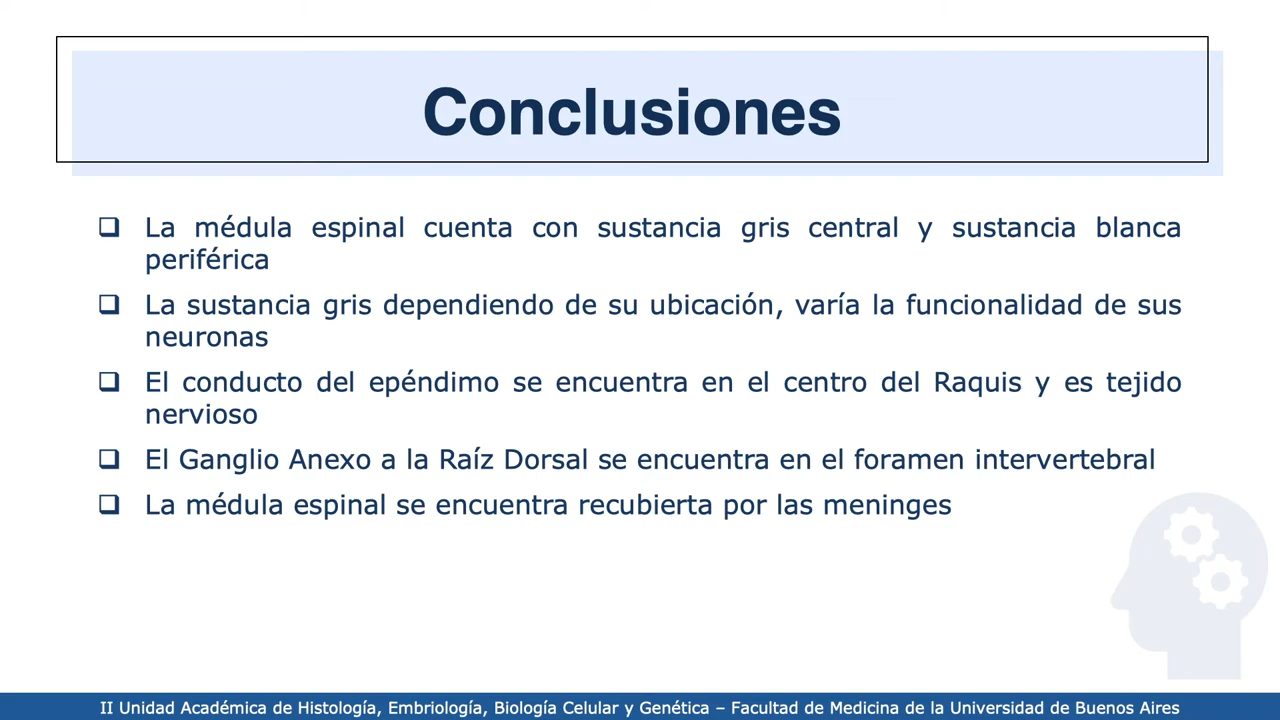 Conclusiones
❑ La médula espinal cuenta con sustancia gris central y sustancia blanca
periférica
❑ La sustancia gris dependiendo de su ubicación, varía la funcionalidad de sus
neuronas
❑ El conducto del epéndimo se encuentra en el centro del Raquis y es tejido
nervioso
❑ El Ganglio Anexo a la Raíz Dorsal se encuentra en el foramen intervertebral
❑ La médula espinal se encuentra recubierta por las meninges
II Unidad Académica de Histología, Embriología, Biología Celular y Genética – Facultad de Medicina de la Universidad de Buenos Aires